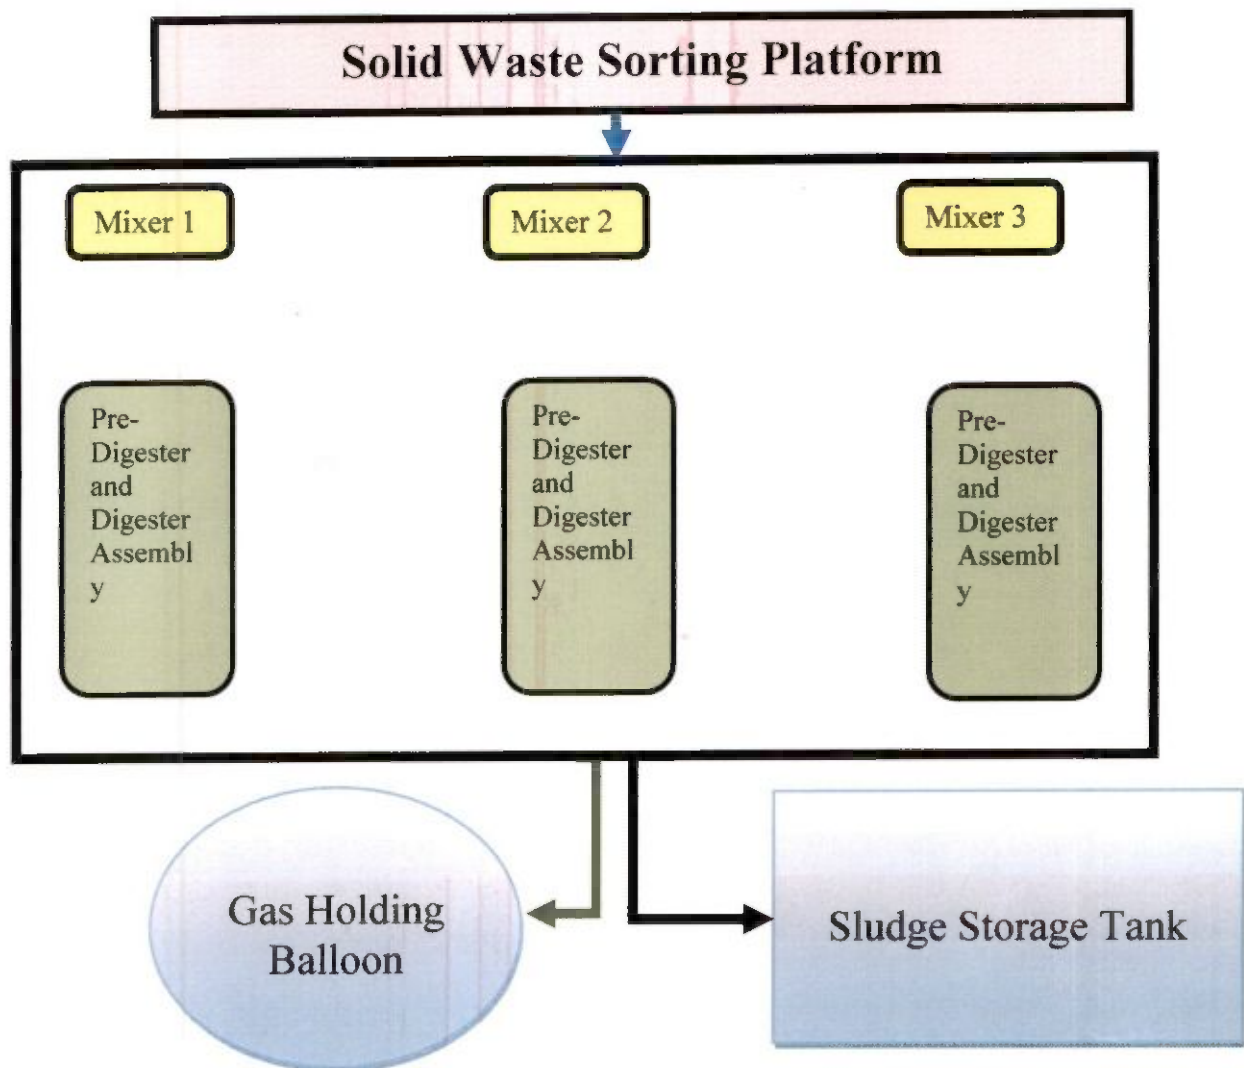 Solid Waste Sorting Platform
Mixer 1
Mixer 2
Mixer 3
Pre-
Digester
and
Digester
Assembl
y
Pre-
Digester
and
Digester
Assembl
y
Pre-
Digester
and
Digester
Assembl
y
Gas Holding
Balloon
Sludge Storage Tank